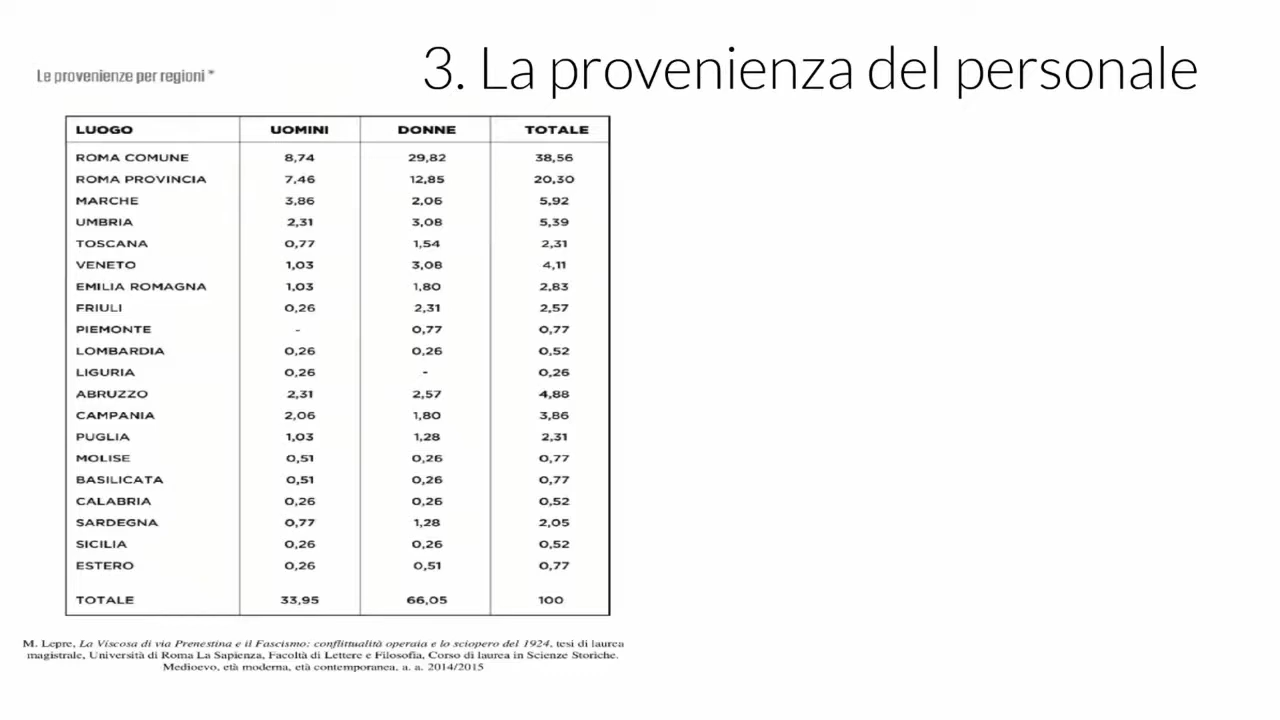 3. La provenienza del personale
Le provenienze per regioni *
LUOGO UOMINI DONNE TOTALE
ROMA COMUNE 8,74 29,82 38,56
ROMA PROVINCIA 7,46 12,85 20,30
MARCHE 3,86 2,06 5,92
UMBRIA 2,31 3,08 5,39
TOSCANA 0,77 1,54 2,31
VENETO 1,03 3,08 4,11
EMILIA ROMAGNA 1,03 1,80 2,83
FRIULI 0,26 2,31 2,57
PIEMONTE - 0,77 0,77
LOMBARDIA 0,26 0,26 0,52
LIGURIA 0,26 - 0,26
ABRUZZO 2,31 2,57 4,88
CAMPANIA 2,06 1,80 3,86
PUGLIA 1,03 1,28 2,31
MOLISE 0,51 0,26 0,77
BASILICATA 0,51 0,26 0,77
CALABRIA 0,26 0,26 0,52
SARDEGNA 0,77 1,28 2,05
SICILIA 0,26 0,26 0,52
ESTERO 0,26 0,51 0,77
TOTALE 33,95 66,05 100
M. Lepre, La Viscosa di via Prenestina e il Fascismo: conflittualità operaia e lo sciopero del 1924, tesi di laurea
magistrale, Università di Roma La Sapienza, Facoltà di Lettere e Filosofia, Corso di laurea in Scienze Storiche.
Medioevo, età moderna, età contemporanea, a. a. 2014/2015